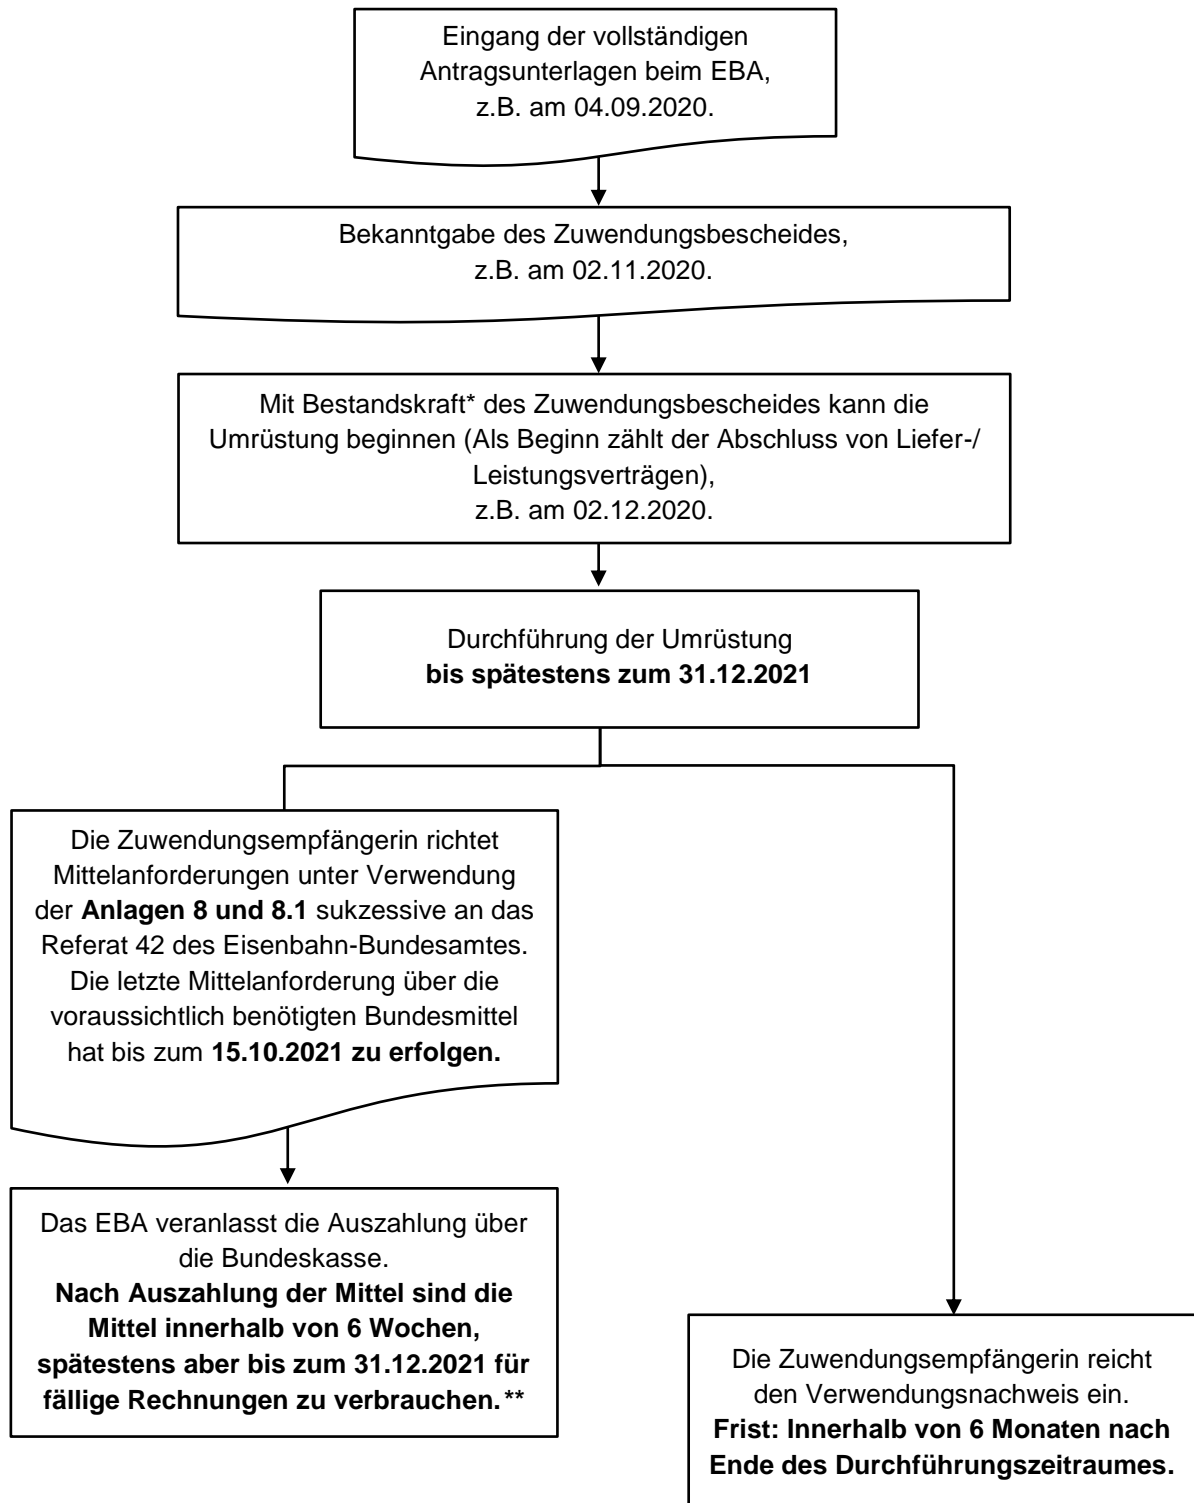 Eingang der vollständigen
Antragsunterlagen beim EBA,
z.B. am 04.09.2020.
Bekanntgabe des Zuwendungsbescheides,
z.B. am 02.11.2020.
Mit Bestandskraft* des Zuwendungsbescheides kann die
Umrüstung beginnen (Als Beginn zählt der Abschluss von Liefer-/
Leistungsverträgen),
z.B. am 02.12.2020.
Durchführung der Umrüstung
bis spätestens zum 31.12.2021
Die Zuwendungsempfängerin richtet
Mittelanforderungen unter Verwendung
der Anlagen 8 und 8.1 sukzessive an das
Referat 42 des Eisenbahn-Bundesamtes.
Die letzte Mittelanforderung über die
voraussichtlich benötigten Bundesmittel
hat bis zum 15.10.2021 zu erfolgen.
Das EBA veranlasst die Auszahlung über
die Bundeskasse.
Nach Auszahlung der Mittel sind die
Mittel innerhalb von 6 Wochen,
spätestens aber bis zum 31.12.2021 für
fällige Rechnungen zu verbrauchen.**
Die Zuwendungsempfängerin reicht
den Verwendungsnachweis ein.
Frist: Innerhalb von 6 Monaten nach
Ende des Durchführungszeitraumes.